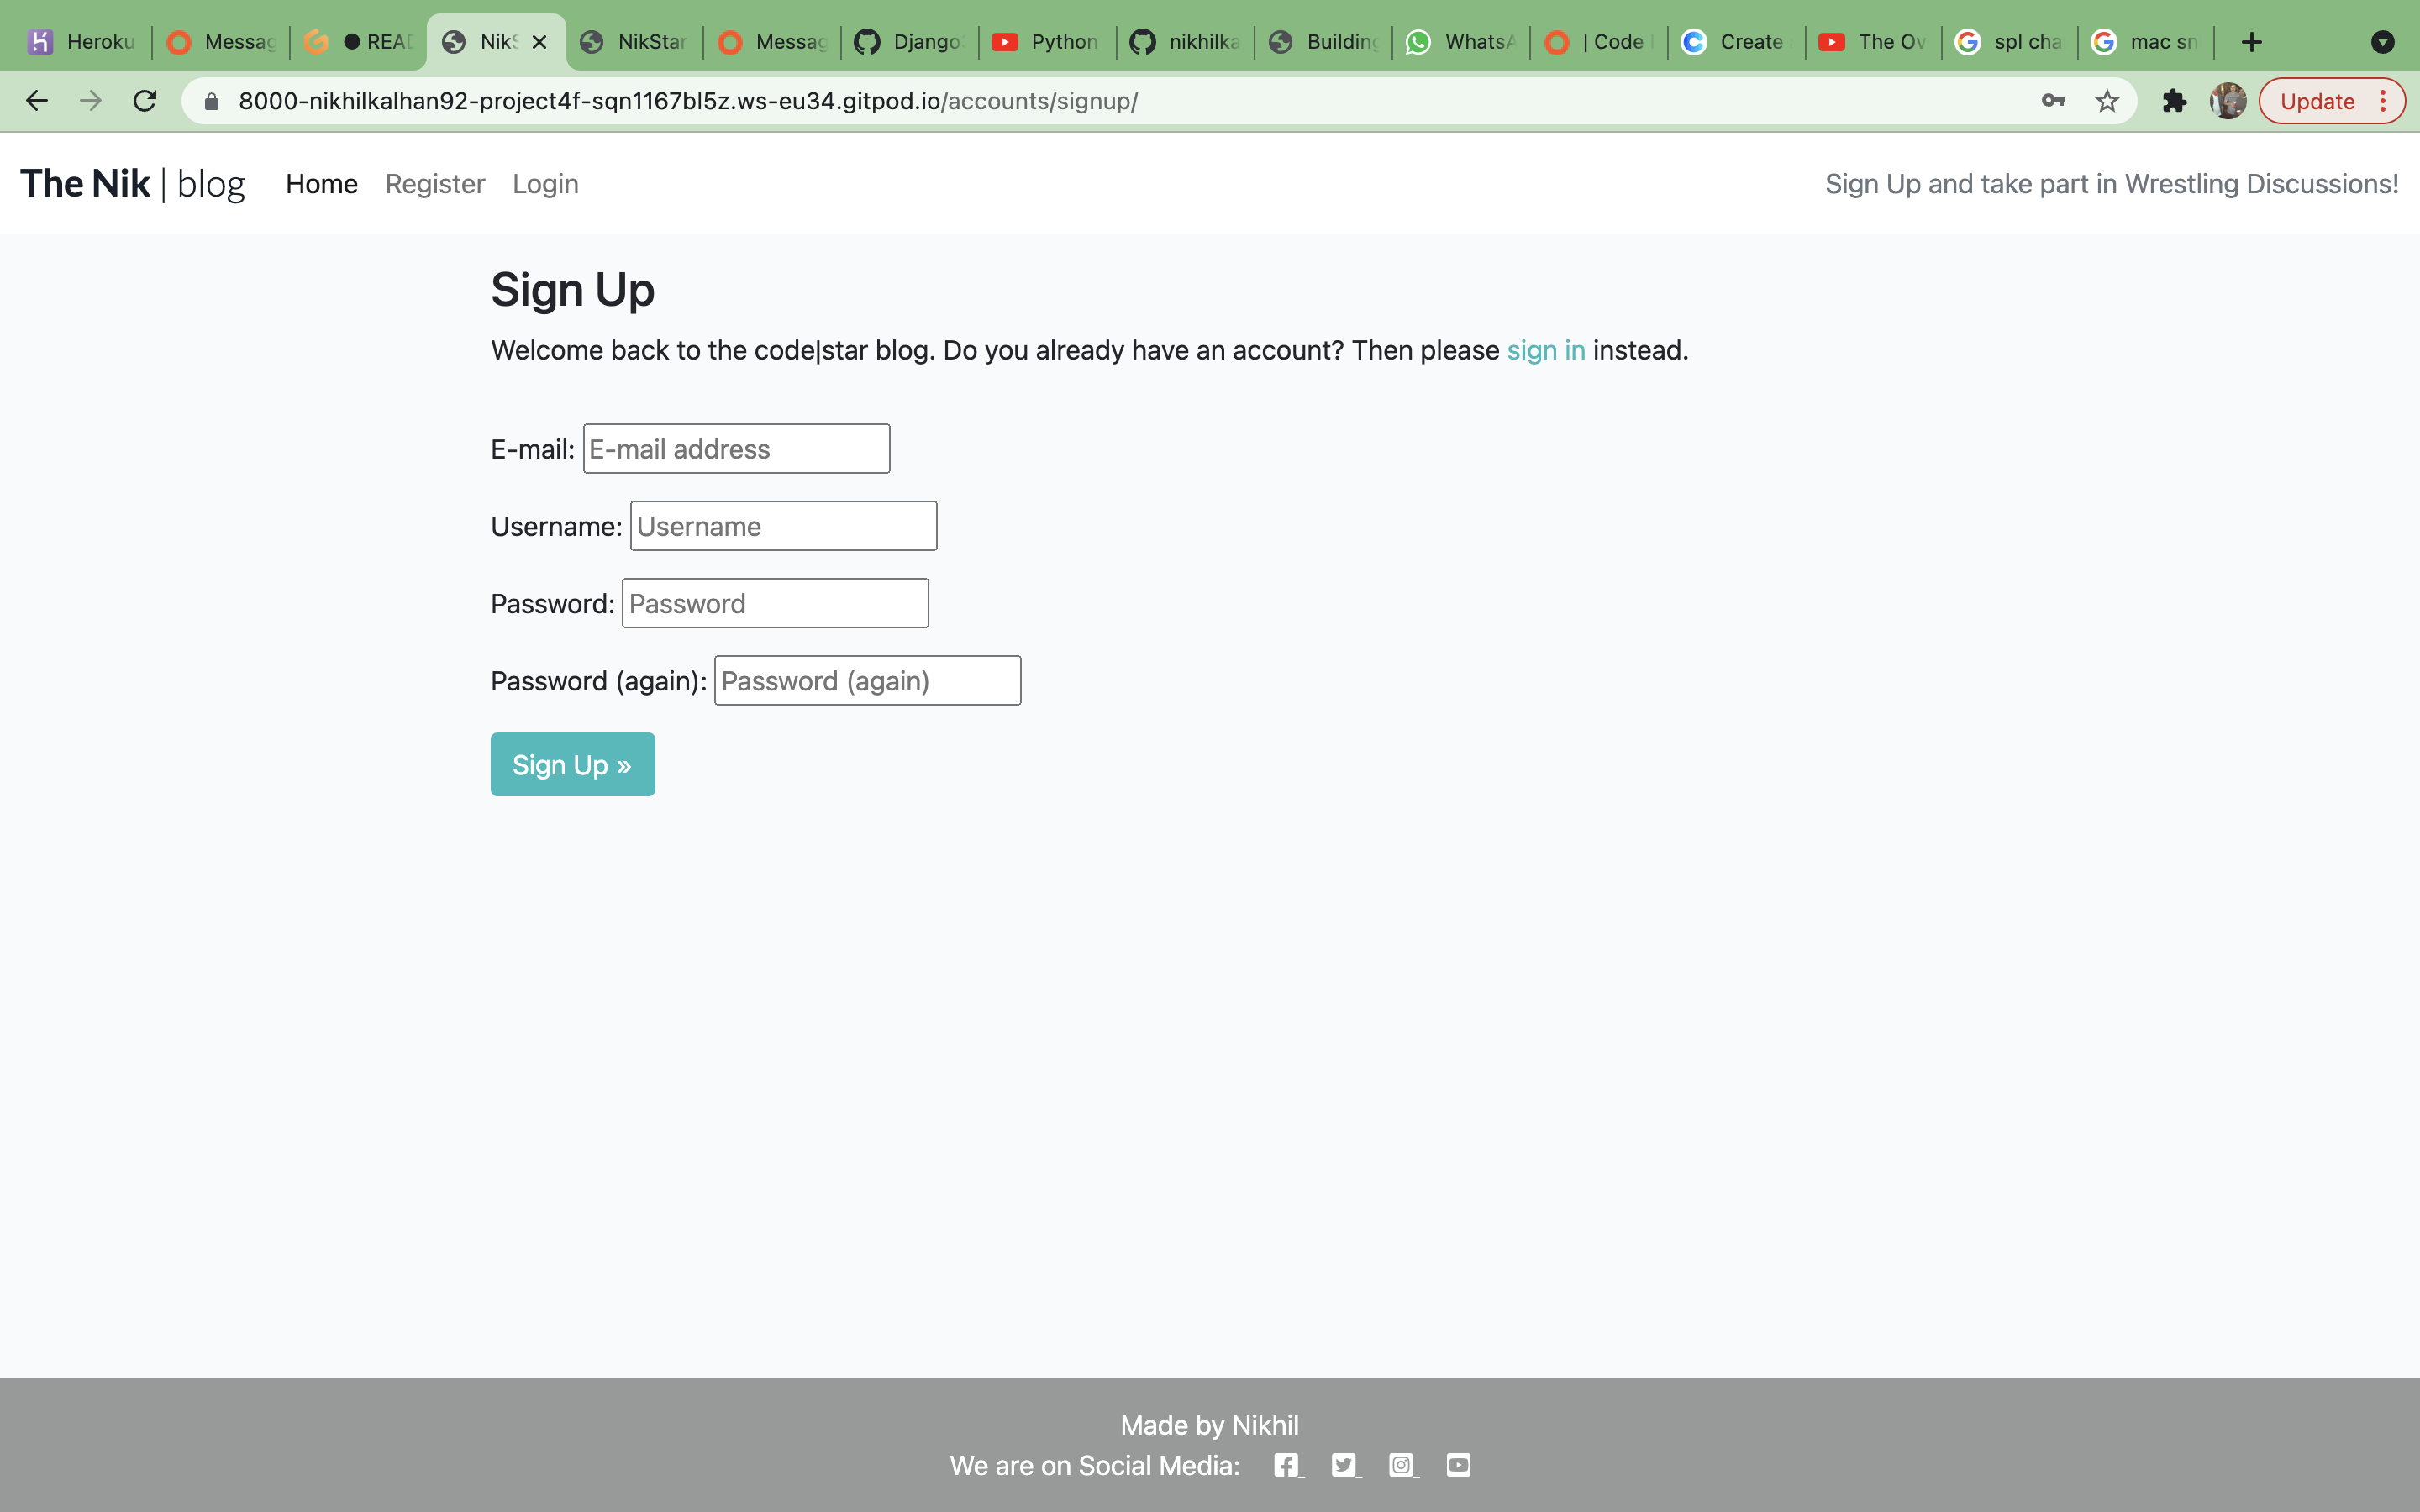 Heroku
Messag
READ
NikS
NikStar
Messag
Django
Python
nikhilka
Building
WhatsA
| Code
Create
The Ov
spl cha
mac sn
8000-nikhilkalhan92-project4f-sqn1167bl5z.ws-eu34.gitpod.io/accounts/signup/
Update
The Nik | blog
Home
Register
Login
Sign Up and take part in Wrestling Discussions!
Sign Up
Welcome back to the code|star blog. Do you already have an account? Then please sign in instead.
E-mail: E-mail address
Username: Username
Password: Password
Password (again): Password (again)
Sign Up »
Made by Nikhil
We are on Social Media: